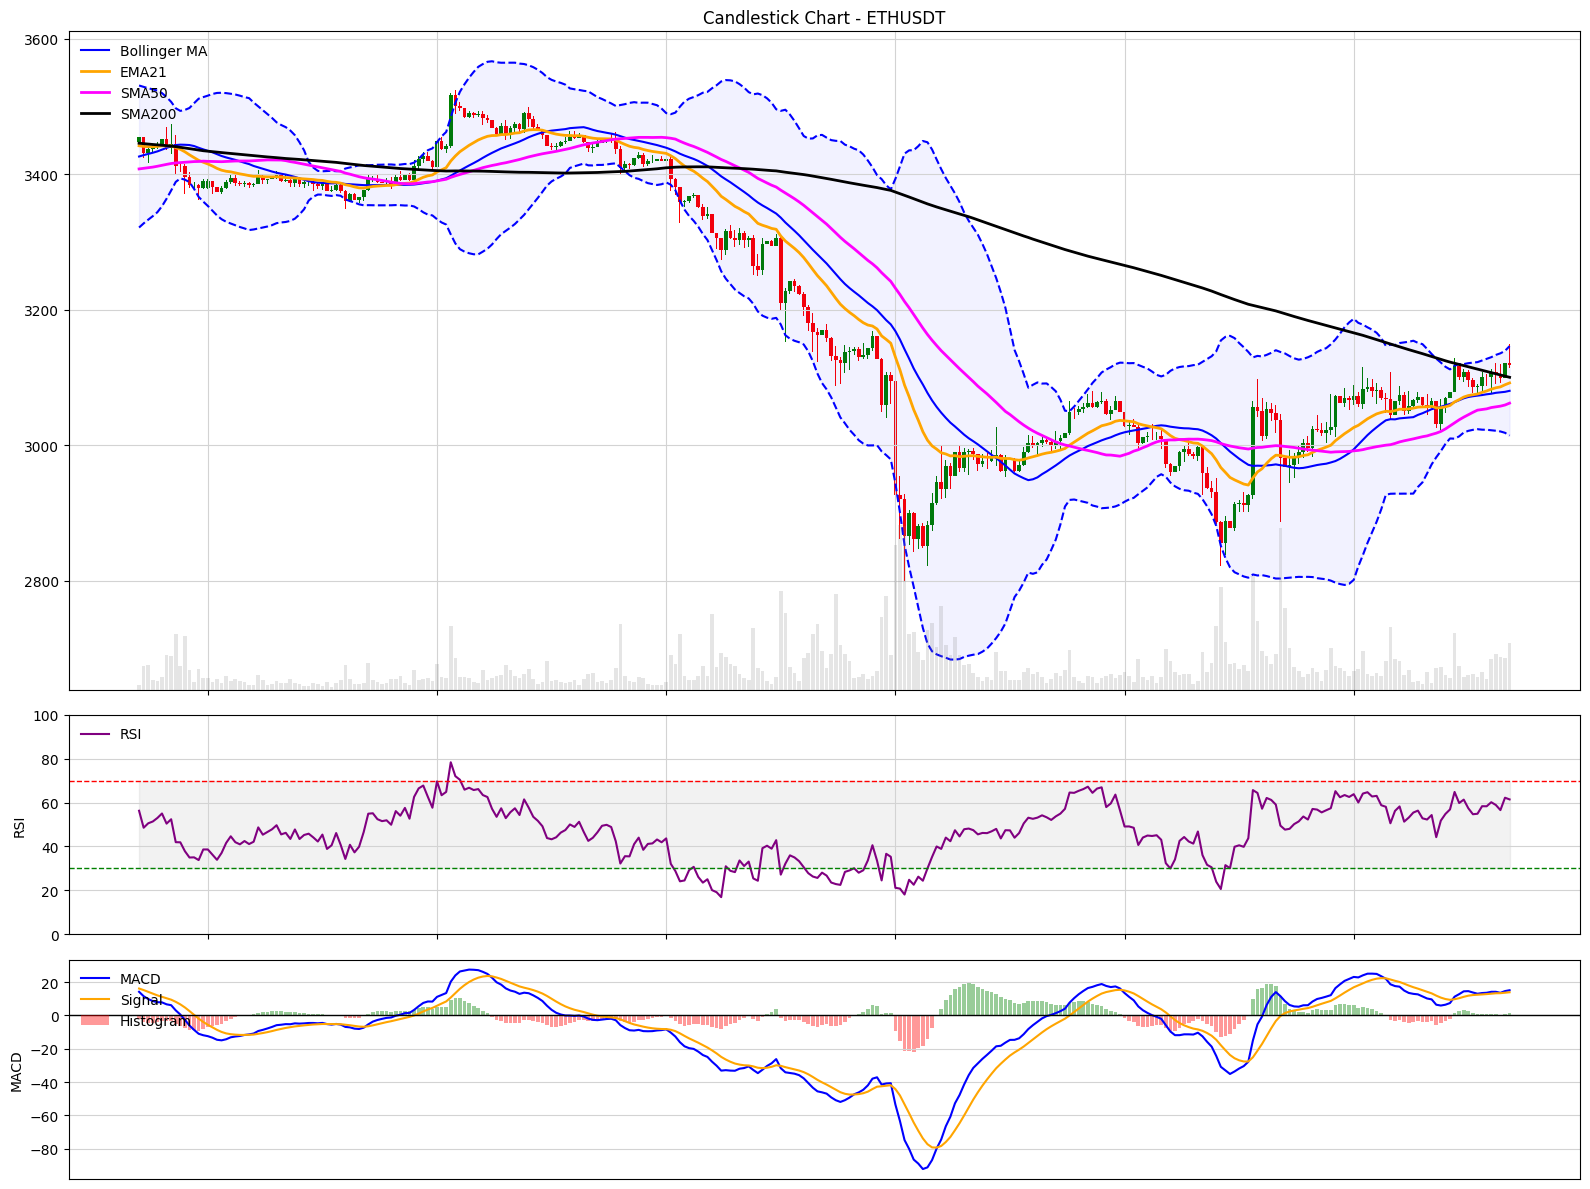 Candlestick Chart - ETHUSDT
3600
3400
3200
3000
2800
Bollinger MA
EMA21
SMA50
SMA200
100
80
60
40
20
0
RSI
RSI
20
0
−20
−40
−60
−80
MACD
MACD
Signal
Histogram